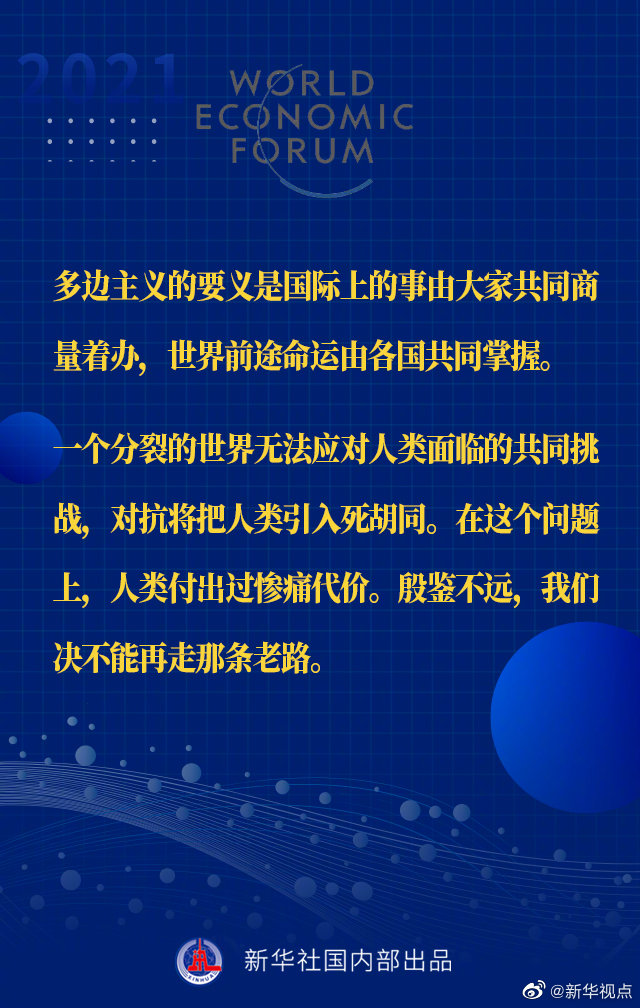 2021
WORLD
ECONOMIC
FORUM
多边主义的要义是国际上的事由大家共同商
量着办，世界前途命运由各国共同掌握。
一个分裂的世界无法应对人类面临的共同挑
战，对抗将把人类引入死胡同。在这个问题
上，人类付出过惨痛代价。殷鉴不远，我们
决不能再走那条老路。
XINHUA
新华社国内部出品
@新华视点